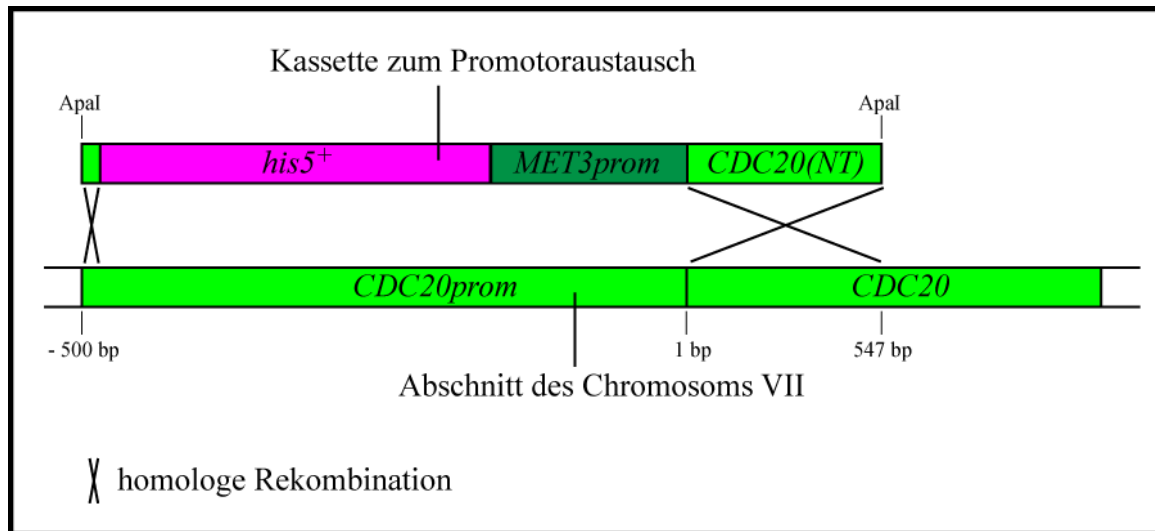 Kassette zum Promotoraustausch
ApaI ApaI
his5+ MET3prom CDC20(NT)
CDC20prom CDC20
- 500 bp 1 bp 547 bp
Abschnitt des Chromosoms VII
homologe Rekombination